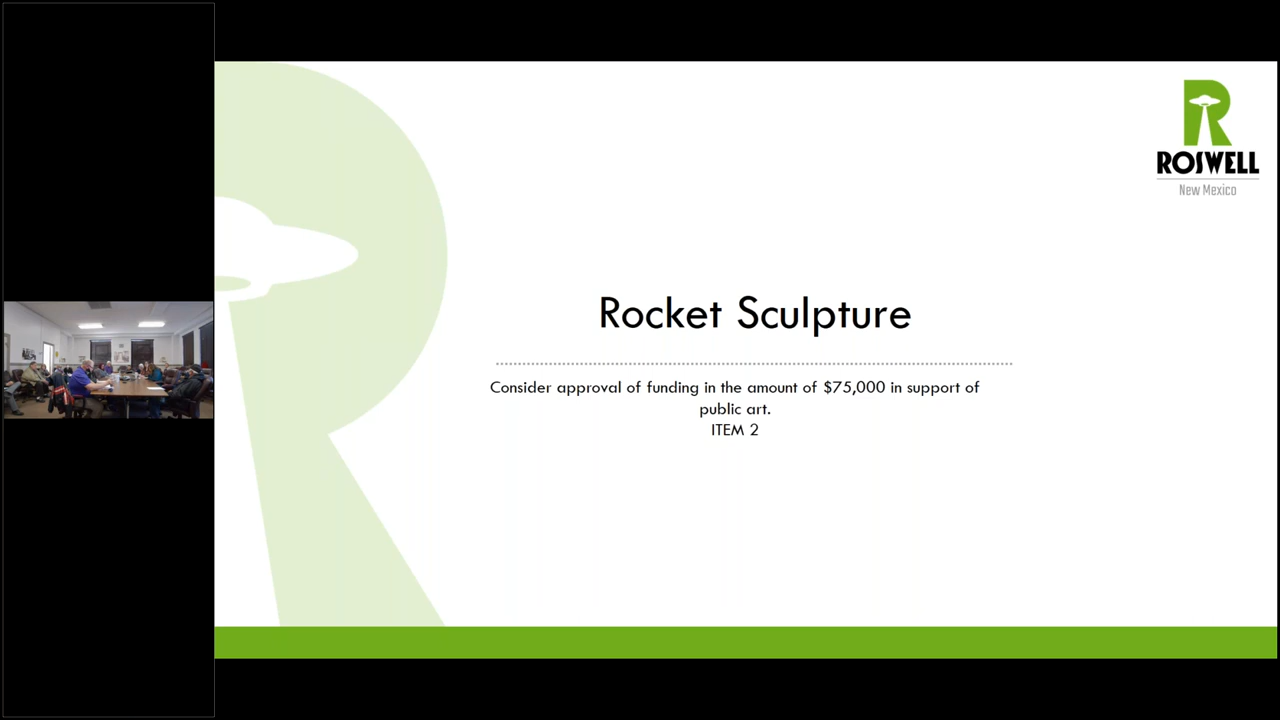 ROSWELL
New Mexico
Rocket Sculpture
Consider approval of funding in the amount of $75,000 in support of
public art.
ITEM 2